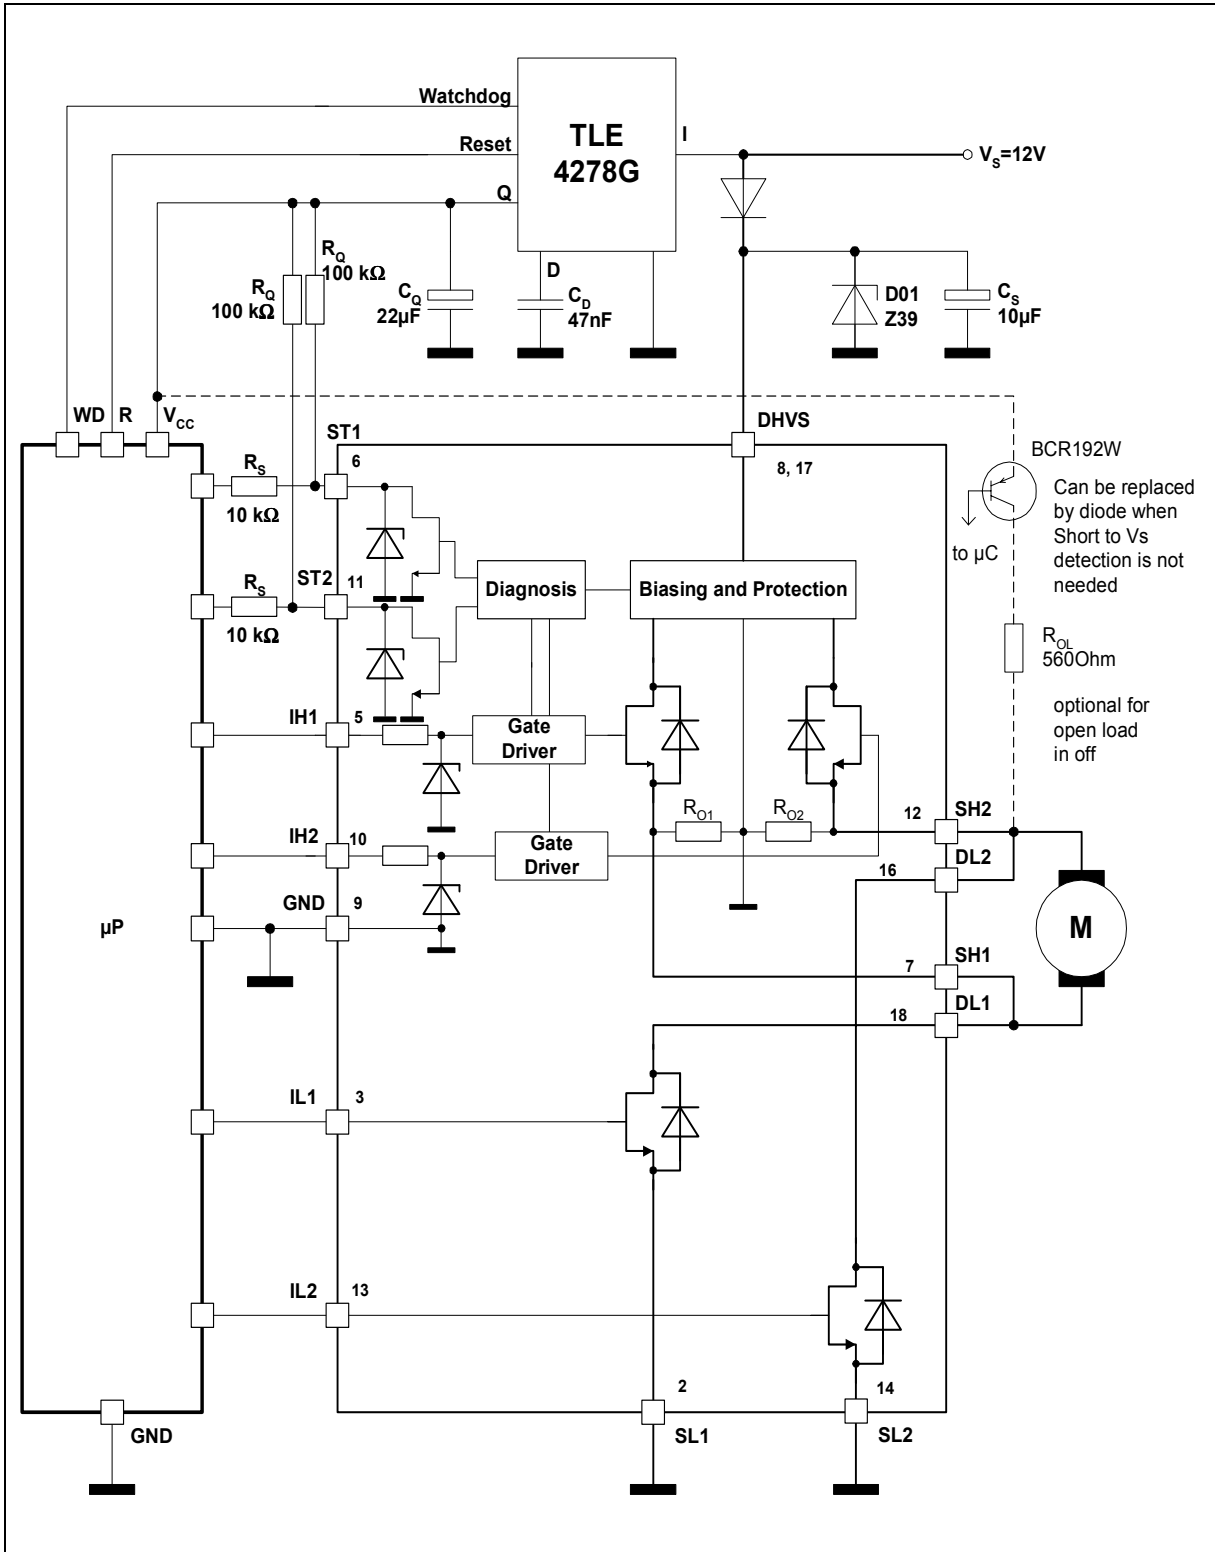 Watchdog
TLE
4278G
I
Reset
V_S=12V
Q
R_Q
100 kΩ
R_Q
100 kΩ
D
C_Q
22µF
C_D
47nF
D01
Z39
C_S
10µF
WD
R
V_CC
ST1
DHVS
BCR192W
R_S
6
8, 17
10 kΩ
Can be replaced
by diode when
Short to Vs
detection is not
needed
to µC
R_S
ST2
11
Diagnosis
Biasing and Protection
10 kΩ
R_OL
560Ohm
IH1
5
Gate
Driver
optional for
open load
in off
R_O1
R_O2
12
SH2
IH2
10
Gate
Driver
16
DL2
GND
9
µP
M
7
SH1
18
DL1
IL1
3
IL2
13
2
14
GND
SL1
SL2